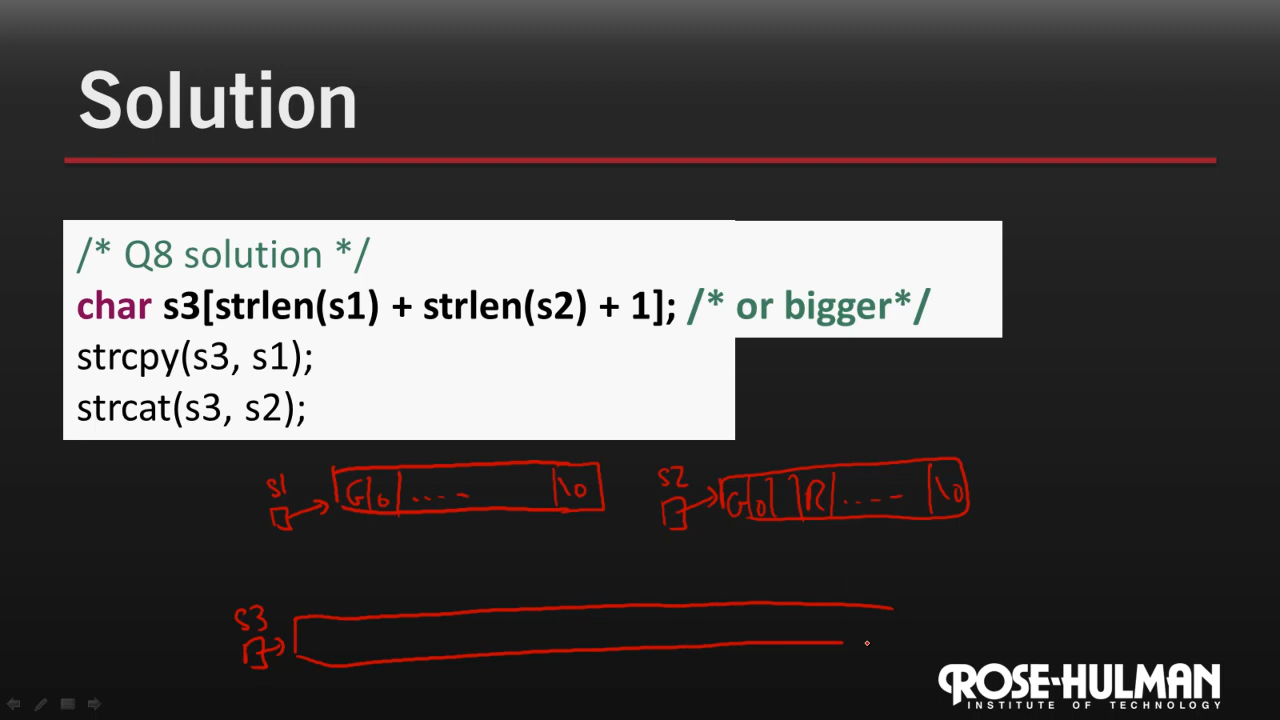 Solution
/* Q8 solution */
char s3[strlen(s1) + strlen(s2) + 1]; /* or bigger*/
strcpy(s3, s1);
strcat(s3, s2);
s1 G o .... \0
s2 G o R .... \0
s3
ROSE-HULMAN
INSTITUTE OF TECHNOLOGY